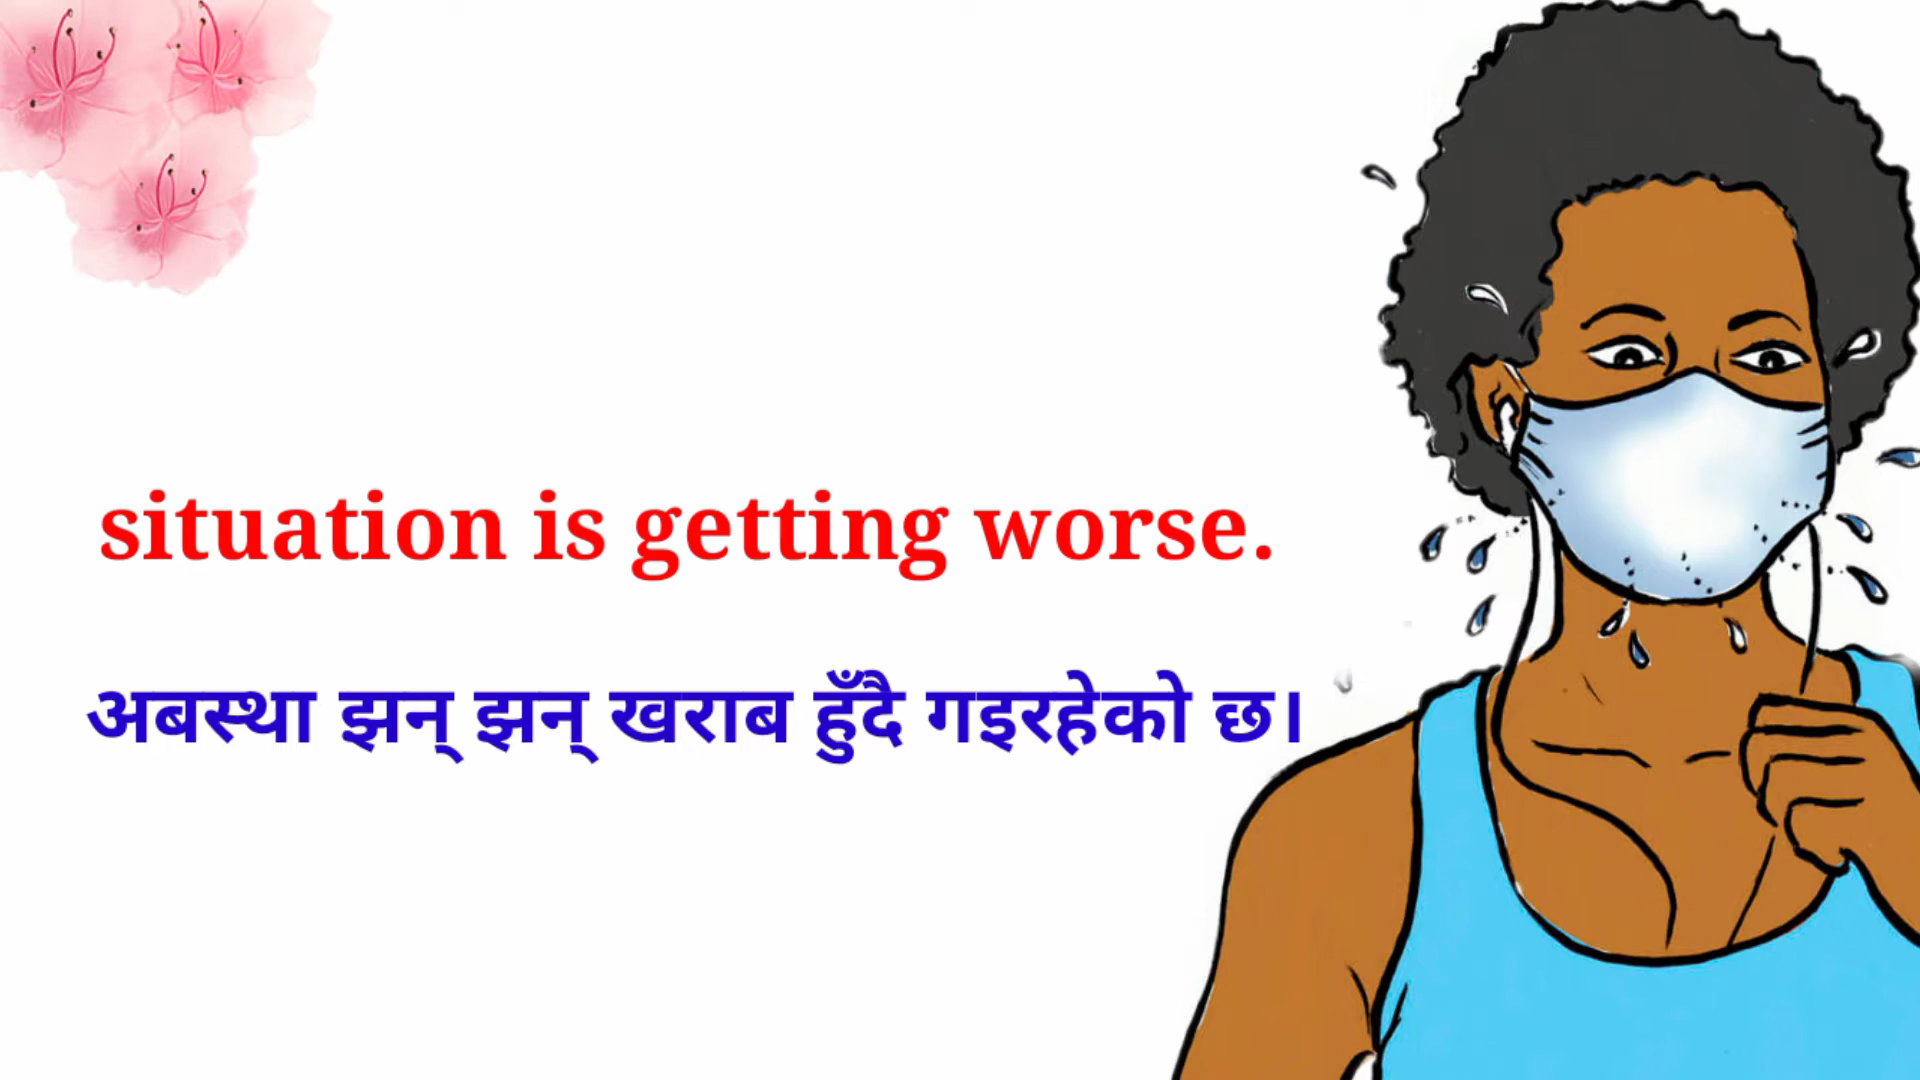 situation is getting worse.
अबस्था झन् झन् खराब हुँदै गइरहेको छ।